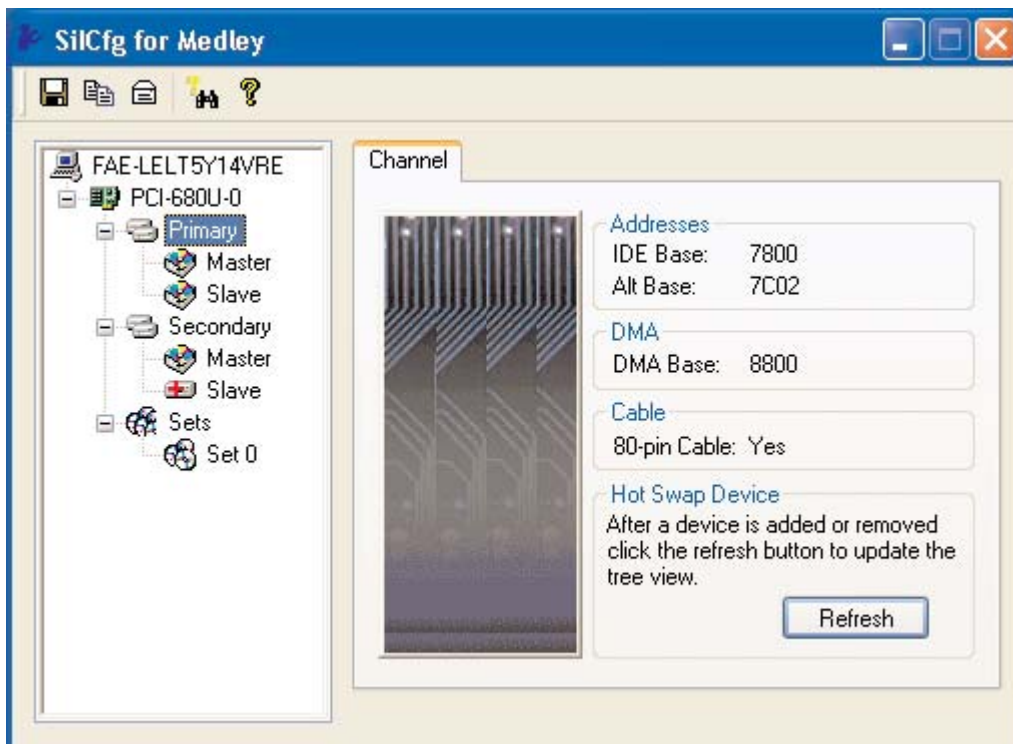 SilCfg for Medley
FAE-LELT5Y14VRE
PCI-680U-0
Primary
Master
Slave
Secondary
Master
Slave
Sets
Set 0
Channel
Addresses
IDE Base: 7800
Alt Base: 7C02
DMA
DMA Base: 8800
Cable
80-pin Cable: Yes
Hot Swap Device
After a device is added or removed
click the refresh button to update the
tree view.
Refresh